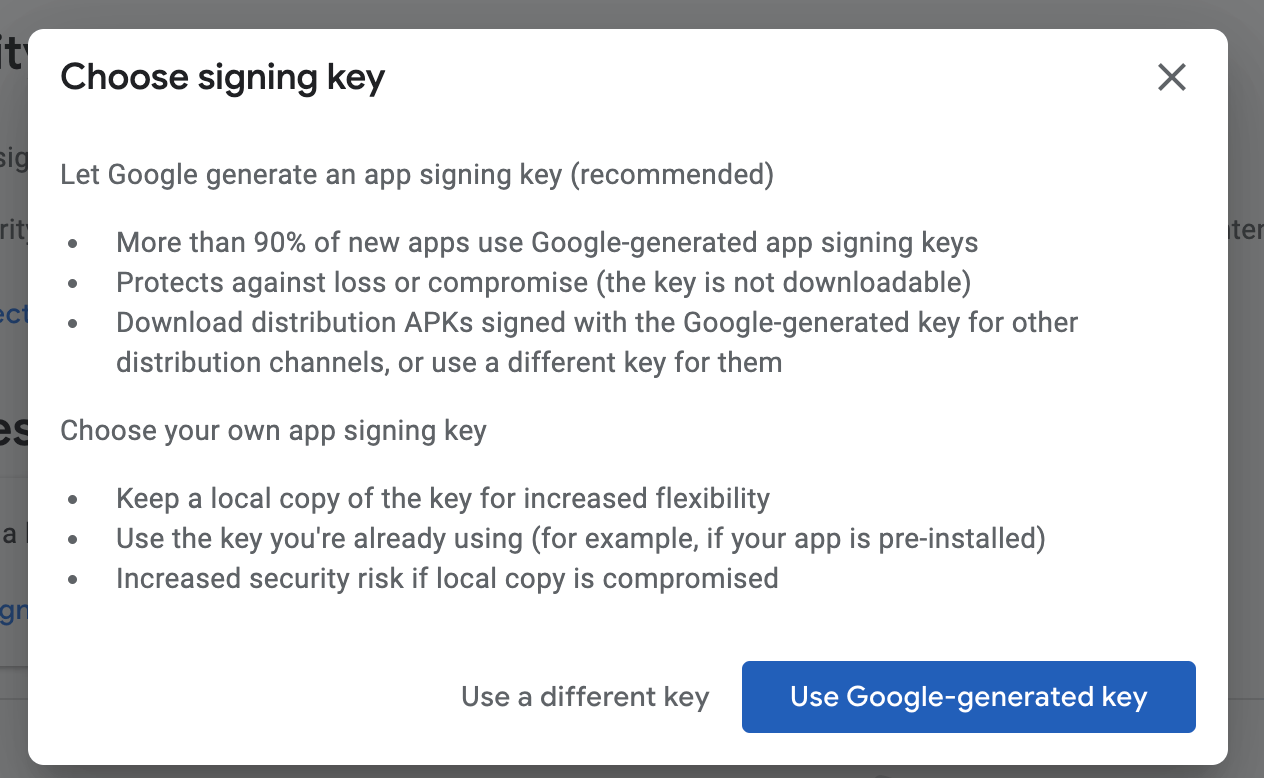 Choose signing key
Let Google generate an app signing key (recommended)
• More than 90% of new apps use Google-generated app signing keys
• Protects against loss or compromise (the key is not downloadable)
• Download distribution APKs signed with the Google-generated key for other
distribution channels, or use a different key for them
Choose your own app signing key
• Keep a local copy of the key for increased flexibility
• Use the key you're already using (for example, if your app is pre-installed)
• Increased security risk if local copy is compromised
Use a different key
Use Google-generated key